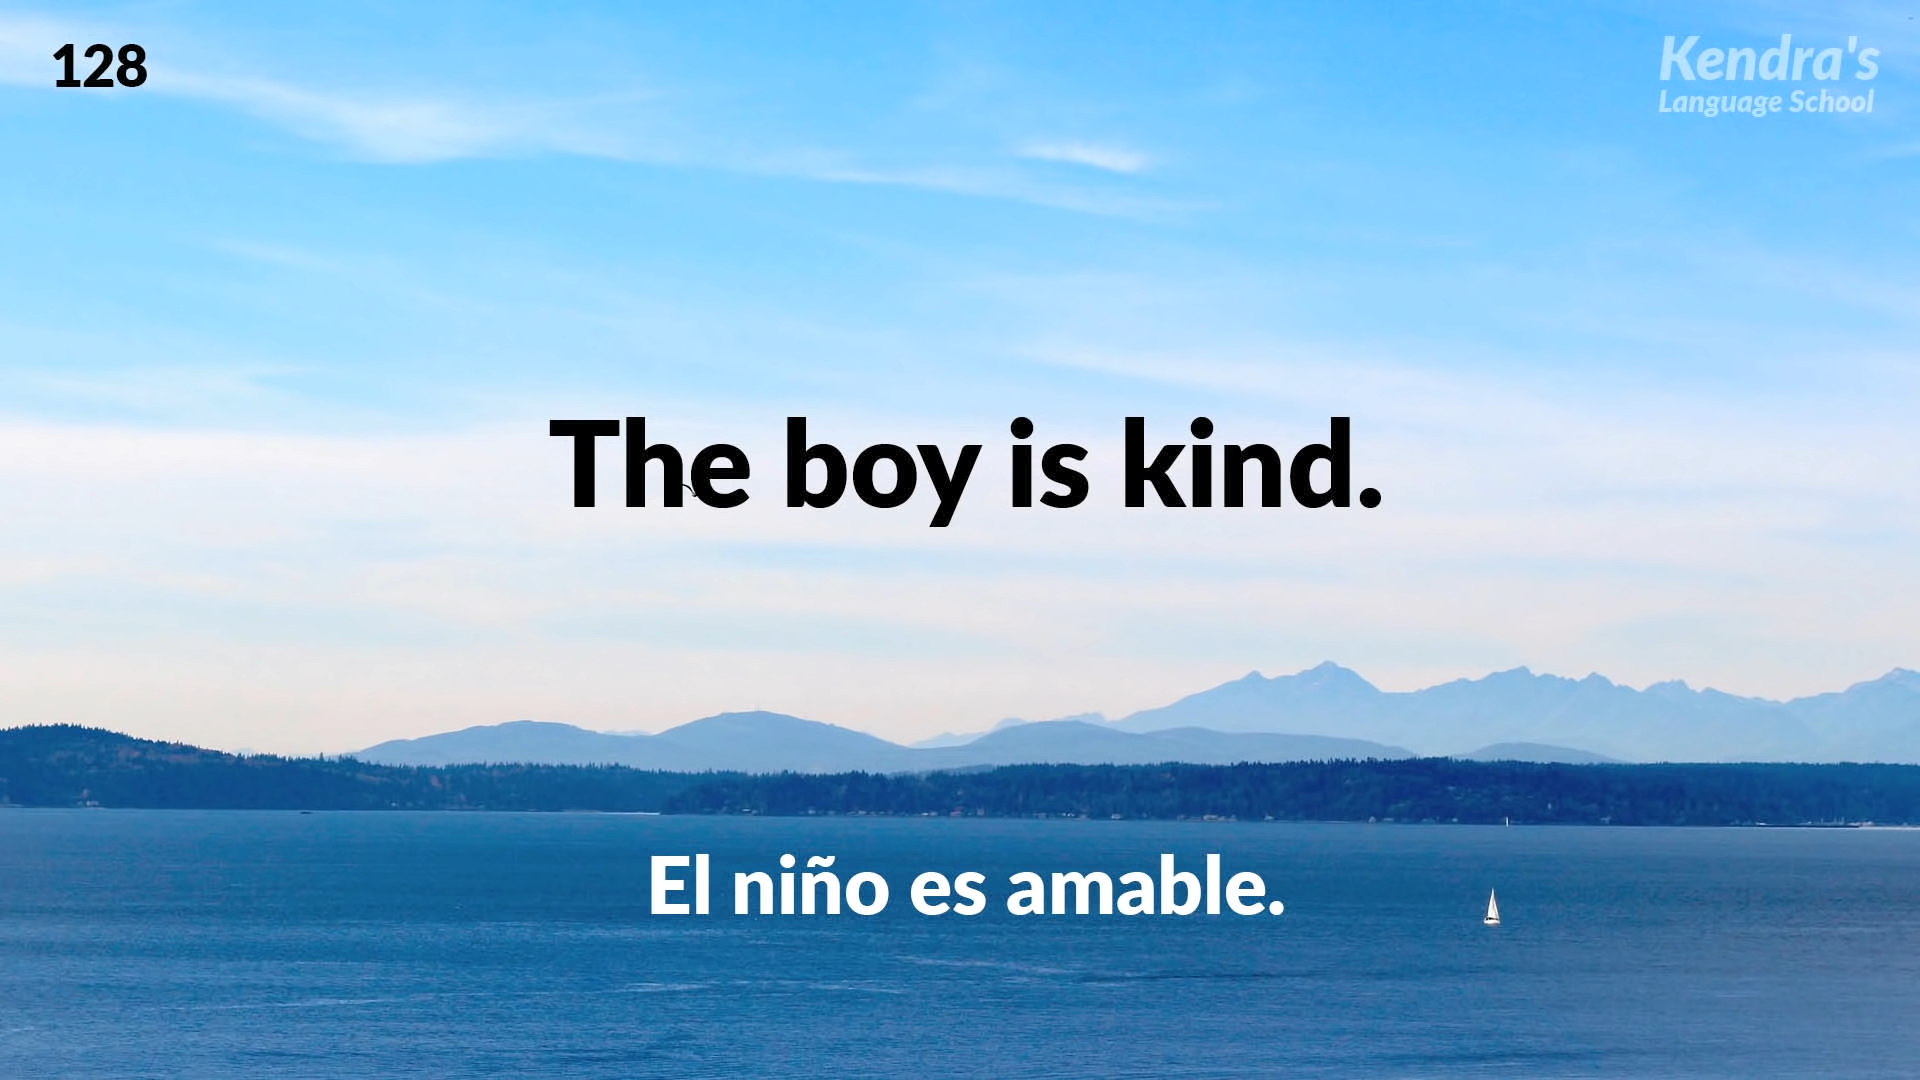 128
Kendra's
Language School
The boy is kind.
El niño es amable.